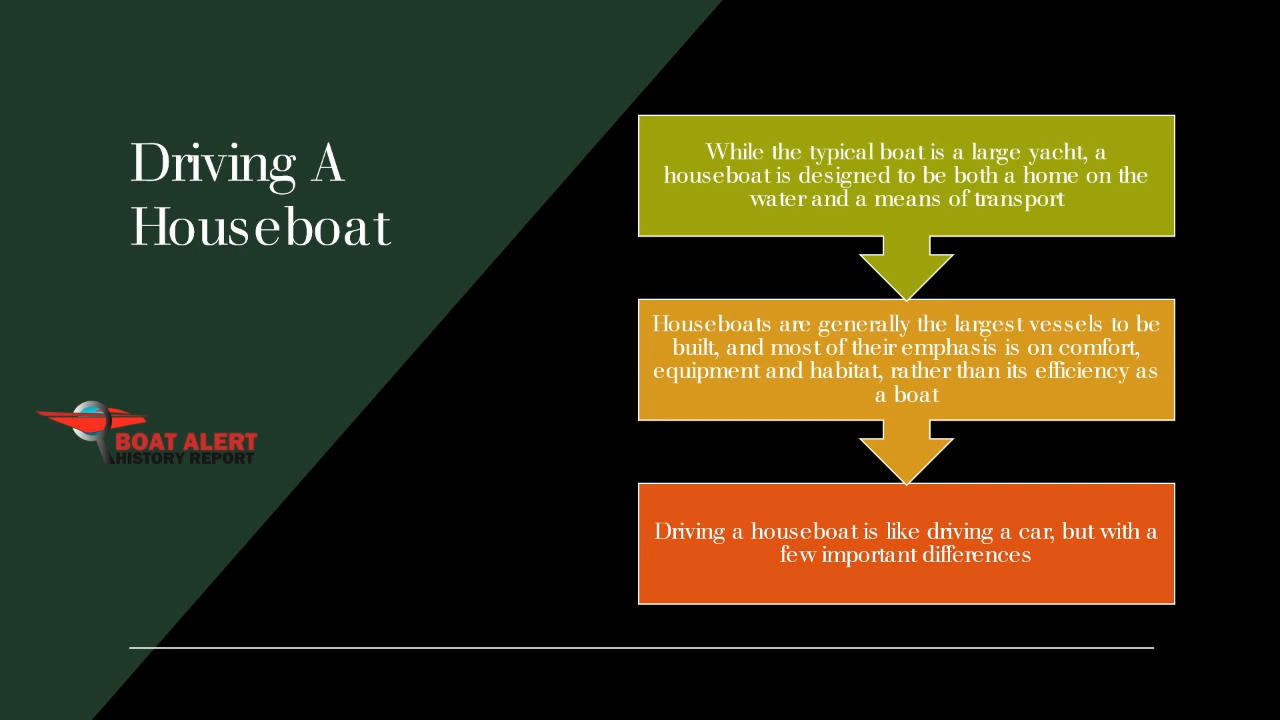 Driving A
Houseboat
While the typical boat is a large yacht, a
houseboat is designed to be both a home on the
water and a means of transport
Houseboats are generally the largest vessels to be
built, and most of their emphasis is on comfort,
equipment and habitat, rather than its efficiency as
a boat
Driving a houseboat is like driving a car, but with a
few important differences
BOAT ALERT
HISTORY REPORT